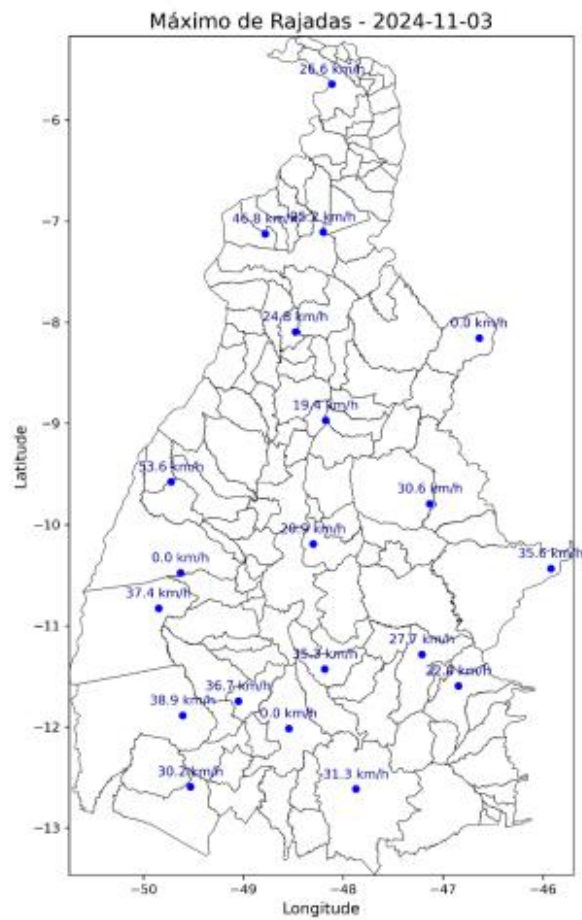 Máximo de Rajadas - 2024-11-03
26.6 km/h
46.8 km/h
km/h
24.8 km/h
0.0 km/h
19.4 km/h
53.6 km/h
30.6 km/h
20.9 km/h
0.0 km/h
35.6 km/h
37.4 km/h
27.7 km/h
35.3 km/h
22.8 km/h
36.7 km/h
38.9 km/h
0.0 km/h
30.2 km/h
31.3 km/h
−6
−7
−8
−9
−10
−11
−12
−13
Latitude
−50
−49
−48
−47
−46
Longitude